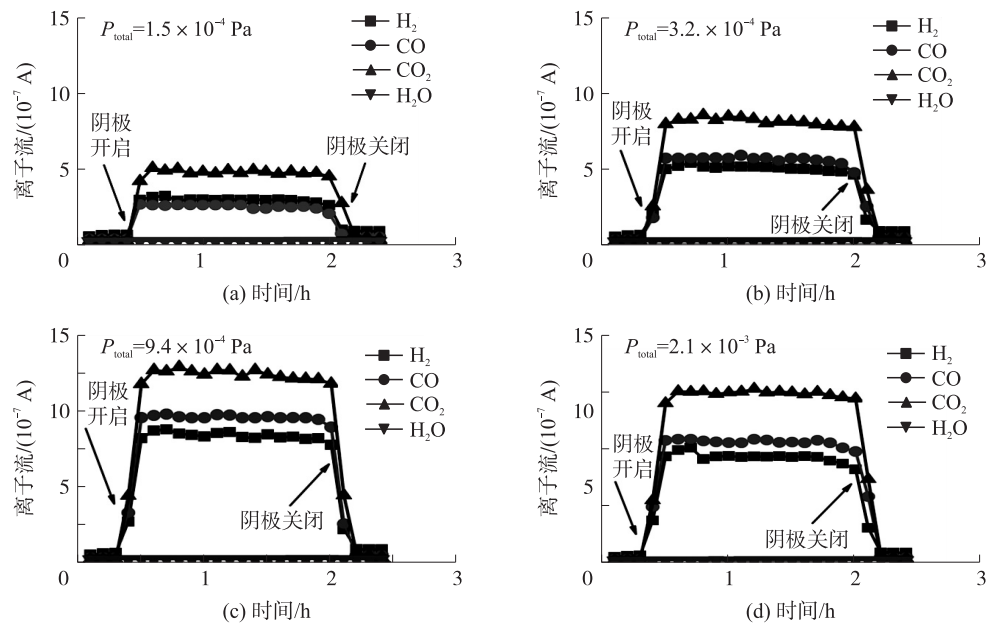 15
P_total=1.5×10⁻⁴ Pa
H₂
CO
CO₂
H₂O
10
5
0
1
2
3
离子流/(10⁻⁷ A)
阴极
开启
阴极关闭
(a) 时间/h
15
P_total=3.2.×10⁻⁴ Pa
H₂
CO
CO₂
H₂O
10
5
0
1
2
3
离子流/(10⁻⁷ A)
阴极
开启
阴极关闭
(b) 时间/h
15
P_total=9.4×10⁻⁴ Pa
H₂
CO
CO₂
H₂O
10
5
0
1
2
3
离子流/(10⁻⁷ A)
阴极
开启
阴极关闭
(c) 时间/h
15
P_total=2.1×10⁻³ Pa
H₂
CO
CO₂
H₂O
10
5
0
1
2
3
离子流/(10⁻⁷ A)
阴极
开启
阴极关闭
(d) 时间/h